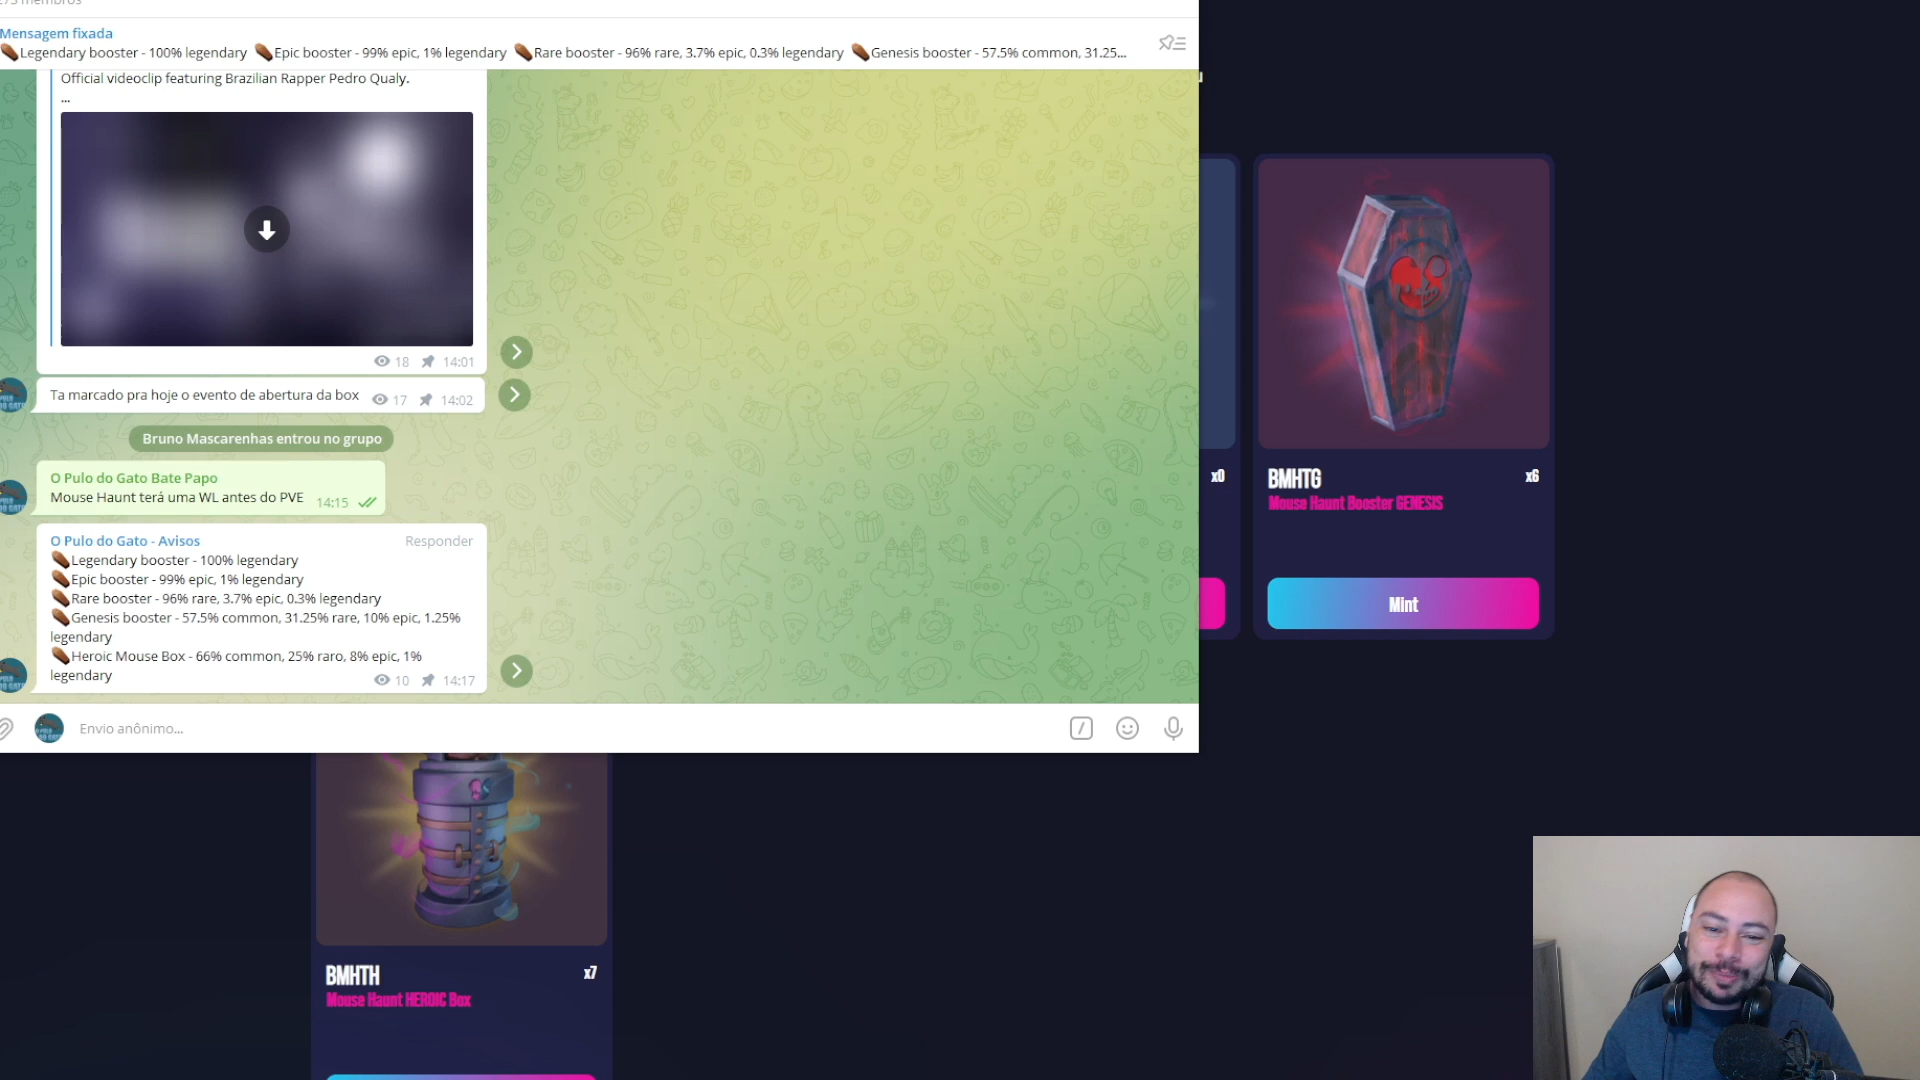 Mensagem fixada
Legendary booster - 100% legendary Epic booster - 99% epic, 1% legendary Rare booster - 96% rare, 3.7% epic, 0.3% legendary Genesis booster - 57.5% common, 31.25...
Official videoclip featuring Brazilian Rapper Pedro Qualy.
...
18 14:01
Ta marcado pra hoje o evento de abertura da box 17 14:02
Bruno Mascarenhas entrou no grupo
O Pulo do Gato Bate Papo
Mouse Haunt terá uma WL antes do PVE 14:15
O Pulo do Gato - Avisos Responder
Legendary booster - 100% legendary
Epic booster - 99% epic, 1% legendary
Rare booster - 96% rare, 3.7% epic, 0.3% legendary
Genesis booster - 57.5% common, 31.25% rare, 10% epic, 1.25%
legendary
Heroic Mouse Box - 66% common, 25% raro, 8% epic, 1%
legendary
10 14:17
Envio anônimo...
x0
BMHTG x6
Mouse Haunt Booster GENESIS
Mint
BMHTH x7
Mouse Haunt HEROIC Box